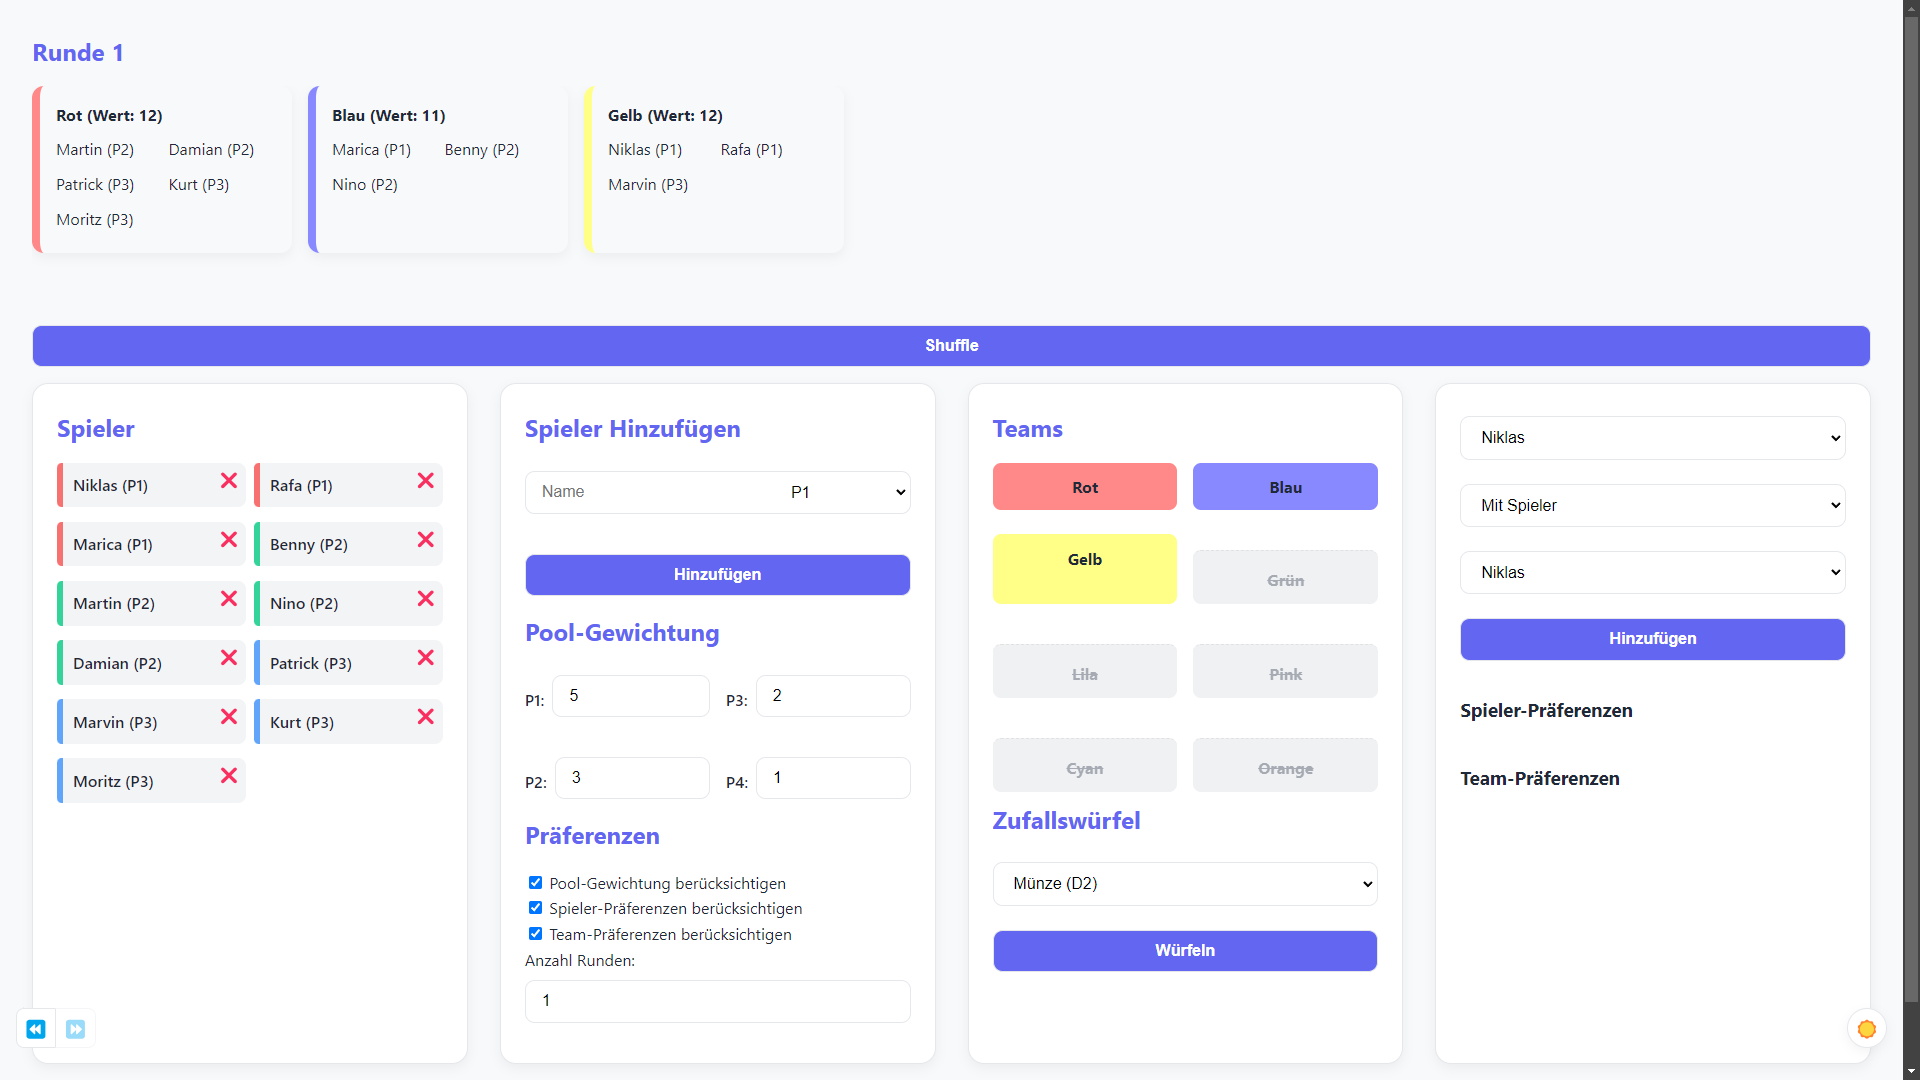 Runde 1
Rot (Wert: 12)
Martin (P2) Damian (P2)
Patrick (P3) Kurt (P3)
Moritz (P3)
Blau (Wert: 11)
Marica (P1) Benny (P2)
Nino (P2)
Gelb (Wert: 12)
Niklas (P1) Rafa (P1)
Marvin (P3)
Shuffle
Spieler
Niklas (P1) Rafa (P1)
Marica (P1) Benny (P2)
Martin (P2) Nino (P2)
Damian (P2) Patrick (P3)
Marvin (P3) Kurt (P3)
Moritz (P3)
Spieler Hinzufügen
Name P1
Hinzufügen
Pool-Gewichtung
P1: 5 P3: 2
P2: 3 P4: 1
Präferenzen
Pool-Gewichtung berücksichtigen
Spieler-Präferenzen berücksichtigen
Team-Präferenzen berücksichtigen
Anzahl Runden:
1
Teams
Rot Blau
Gelb Grün
Lila Pink
Cyan Orange
Zufallswürfel
Münze (D2)
Würfeln
Niklas
Mit Spieler
Niklas
Hinzufügen
Spieler-Präferenzen
Team-Präferenzen